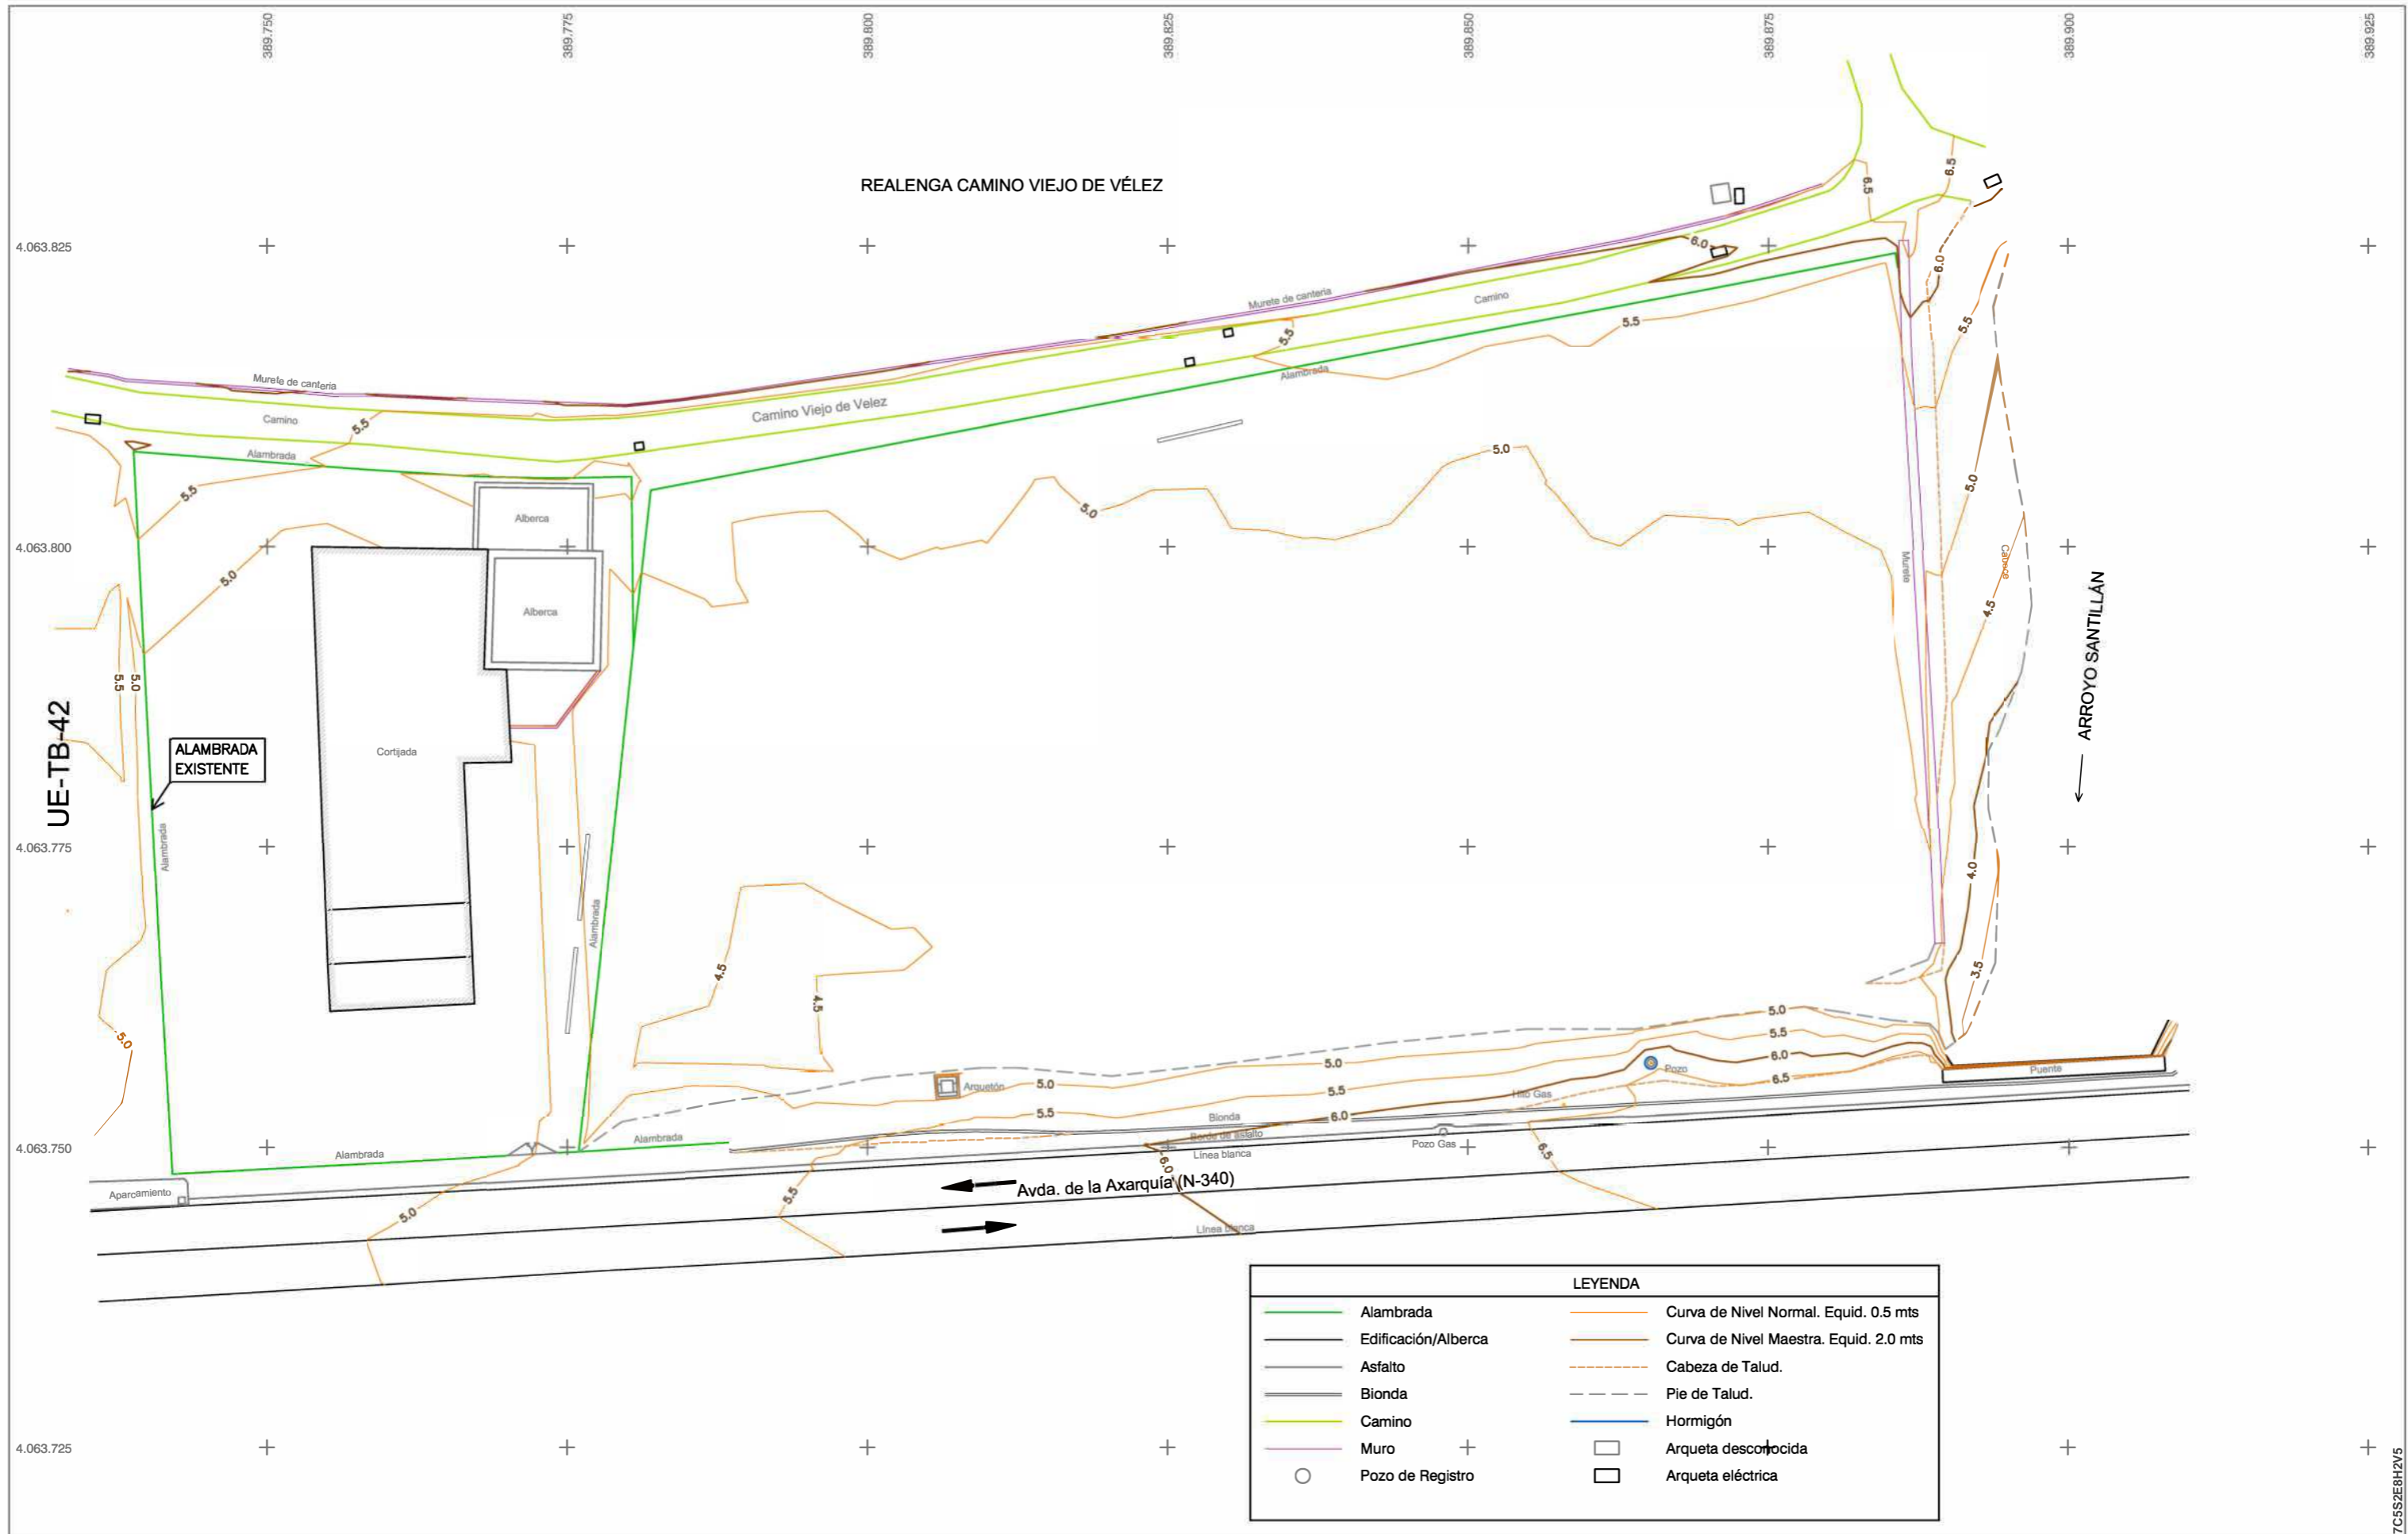 389.750
389.775
389.800
389.825
389.850
389.875
389.900
389.925
REALENGA CAMINO VIEJO DE VÉLEZ
6.5
6.5
4.063.825
6.0
6.0
Murete de canteria
Camino
5.5
5.5
5.5
Murete de canteria
Alambrada
Camino Viejo de Velez
Camino
5.5
Alambrada
5.0
5.5
5.0
5.0
Alberca
4.063.800
Murete
5.0
4.5
Alberca
ARROYO SANTILLÁN
5.5
5.0
UE-TB-42
ALAMBRADA
EXISTENTE
Cortijada
Alambrada
4.063.775
4.0
Alambrada
4.5
3.5
4.5
5.0
5.0
5.5
5.0
6.0
Pozo
6.5
Puente
Arquetón
5.0
5.5
5.5
6.0
Hito Gas
Bionda
Borde de asfalto
Pozo Gas
Alambrada
4.063.750
Alambrada
Línea blanca
6.0
6.5
Aparcamiento
5.5
Avda. de la Axarquía (N-340)
5.0
Línea blanca
LEYENDA
Alambrada
Curva de Nivel Normal. Equid. 0.5 mts
Edificación/Alberca
Curva de Nivel Maestra. Equid. 2.0 mts
Asfalto
Cabeza de Talud.
Bionda
Pie de Talud.
Camino
Hormigón
4.063.725
Muro
Arqueta desconocida
Pozo de Registro
Arqueta eléctrica
7C5S2E8H2V5